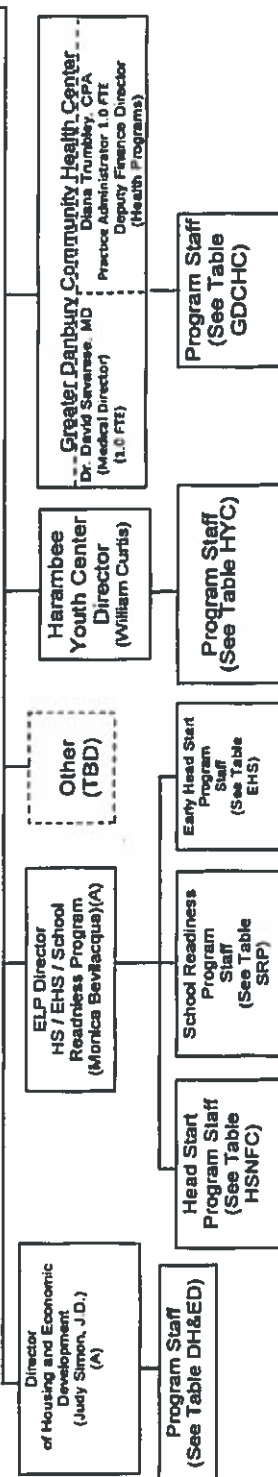 Director
of Housing and Economic
Development
(Judy Simon, J.D.)
(A)
Program Staff
(See Table DH&ED)
ELP Director
HS / EHS / School
Readiness Program
(Monica Bevilacqua)(A)
Head Start
Program Staff
(See Table
HSNFC)
School Readiness
Program
Staff
(See Table
SRP)
Early Head Start
Program
Staff
(See Table
EHS)
Other
(TBD)
Harambee
Youth Center
Director
(William Curtis)
Program Staff
(See Table HYC)
Greater Danbury Community Health Center
Dr. David Savarese, MD
(Medical Director)
(1.0 FTE)
Diana Trumbley, CPA
Practice Administrator 1.0 FTE
Deputy Finance Director
(Health Programs)
Program Staff
(See Table
GDCHC)